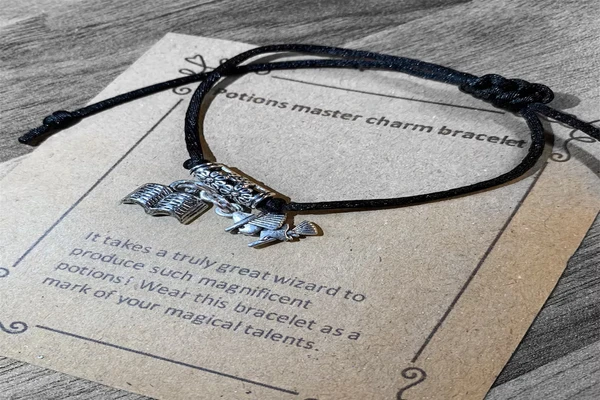 Potions master charm bracelet
It takes a truly great wizard to
produce such magnificent
potions! Wear this bracelet as a
mark of your magical talents.